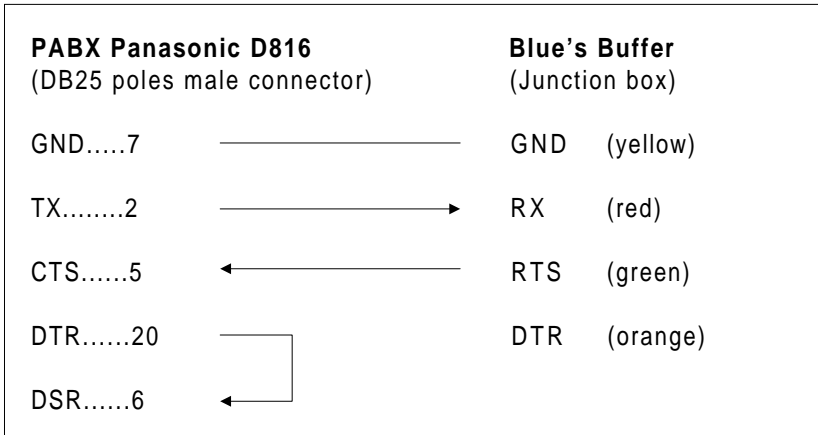 PABX Panasonic D816 Blue's Buffer
(DB25 poles male connector) (Junction box)
GND.....7 GND (yellow)
TX........2 RX (red)
CTS......5 RTS (green)
DTR......20 DTR (orange)
DSR......6